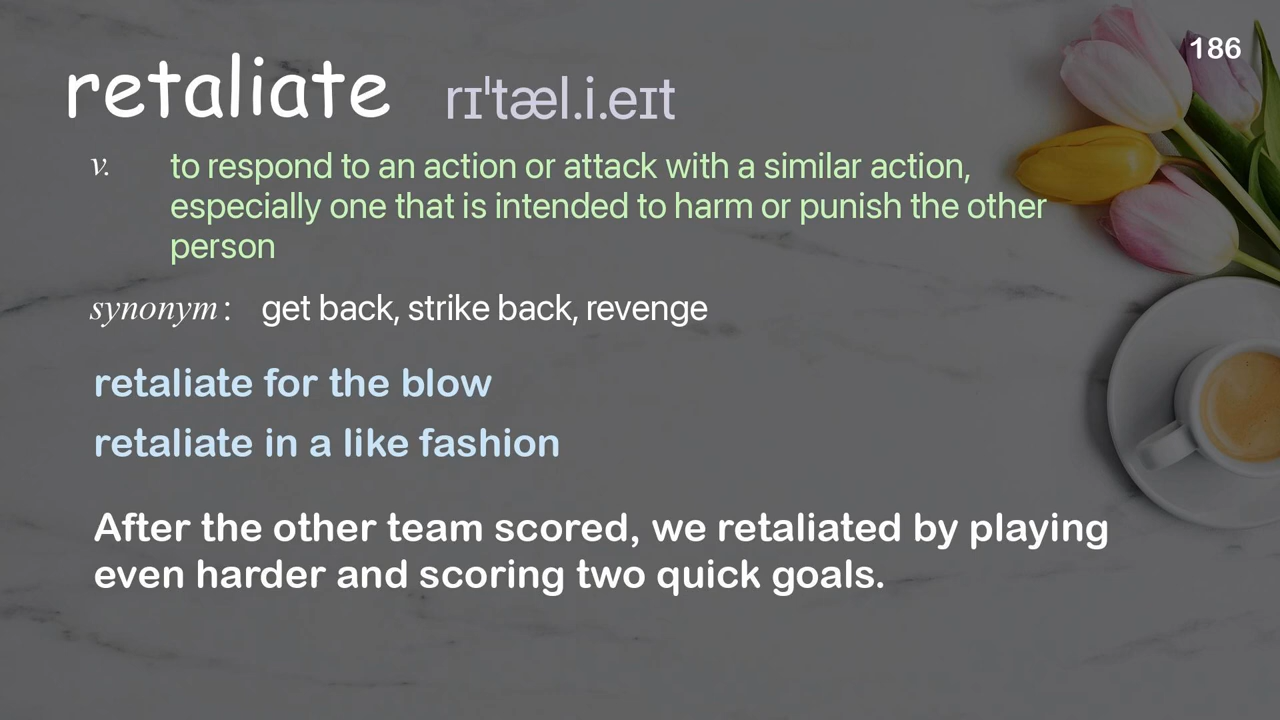 186
retaliate rɪˈtæl.i.eɪt
v. to respond to an action or attack with a similar action,
especially one that is intended to harm or punish the other
person
synonym: get back, strike back, revenge
retaliate for the blow
retaliate in a like fashion
After the other team scored, we retaliated by playing
even harder and scoring two quick goals.